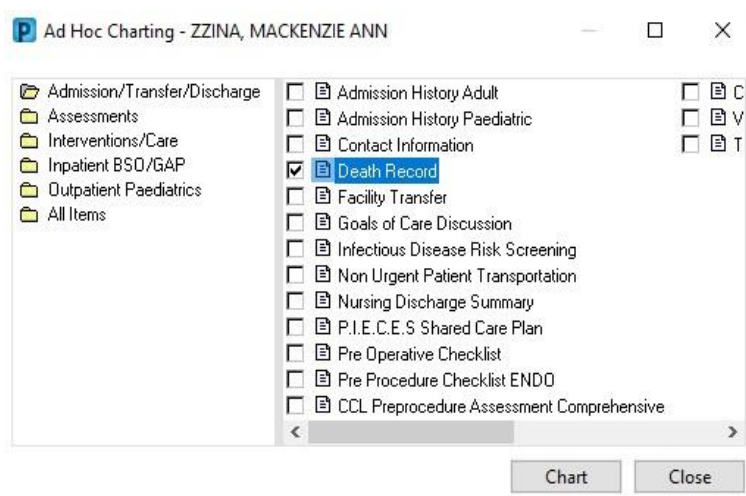 P Ad Hoc Charting - ZZINA, MACKENZIE ANN
Admission/Transfer/Discharge
Assessments
Interventions/Care
Inpatient BSO/GAP
Outpatient Paediatrics
All Items
Admission History Adult
Admission History Paediatric
Contact Information
Death Record
Facility Transfer
Goals of Care Discussion
Infectious Disease Risk Screening
Non Urgent Patient Transportation
Nursing Discharge Summary
P.I.E.C.E.S Shared Care Plan
Pre Operative Checklist
Pre Procedure Checklist ENDO
CCL Preprocedure Assessment Comprehensive
C
V
T
Chart
Close